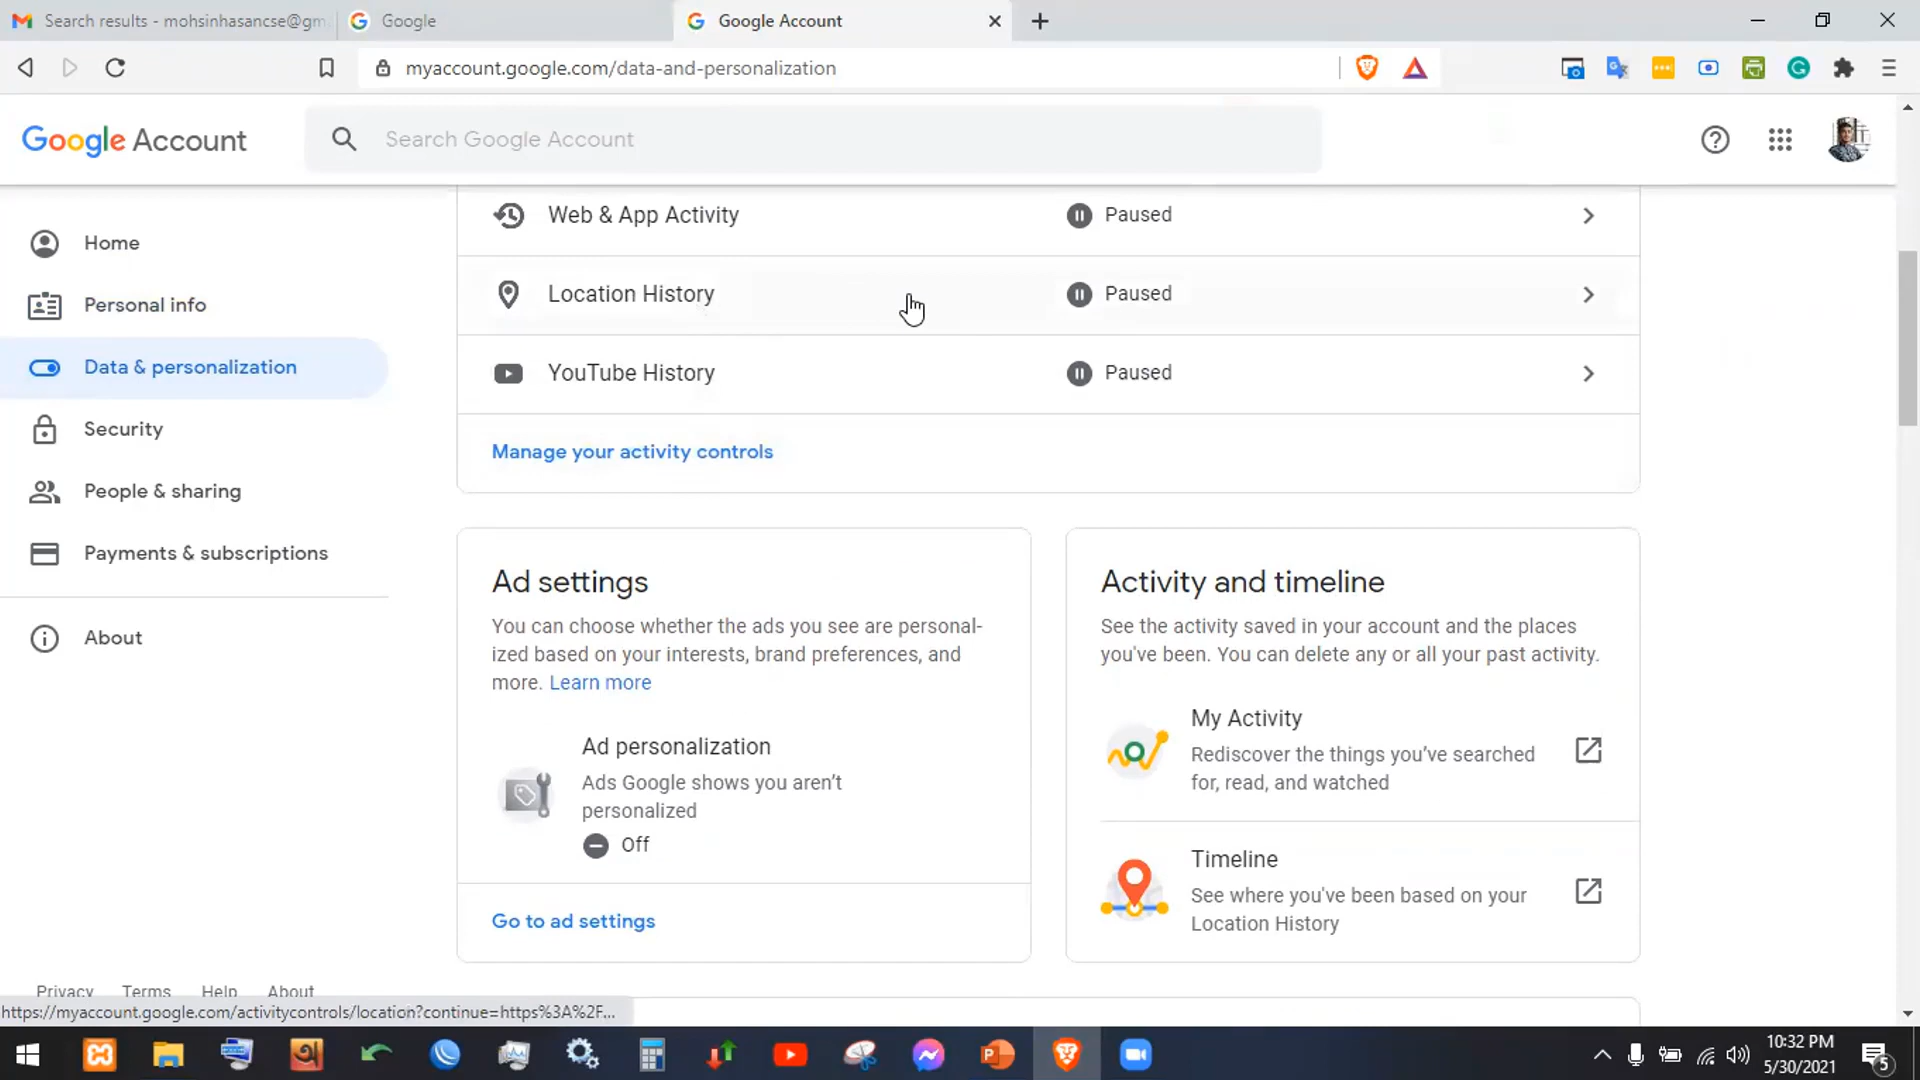 Search results - mohsinhasancse@gm
Google
Google Account
myaccount.google.com/data-and-personalization
Google Account
Search Google Account
Home
Personal info
Data & personalization
Security
People & sharing
Payments & subscriptions
About
Web & App Activity
Paused
Location History
Paused
YouTube History
Paused
Manage your activity controls
Ad settings
You can choose whether the ads you see are personal-
ized based on your interests, brand preferences, and
more. Learn more
Ad personalization
Ads Google shows you aren't
personalized
Off
Go to ad settings
Activity and timeline
See the activity saved in your account and the places
you've been. You can delete any or all your past activity.
My Activity
Rediscover the things you've searched
for, read, and watched
Timeline
See where you've been based on your
Location History
Privacy Terms Help About
https://myaccount.google.com/activitycontrols/location?continue=https%3A%2F...
10:32 PM
5/30/2021
5